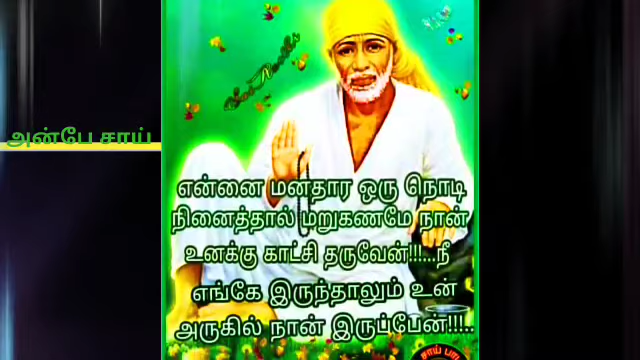 அன்பே சாய்
என்னை மனதார ஒரு நொடி
நினைத்தால் மறுகணமே நான்
உனக்கு காட்சி தருவேன்!!!...நீ
எங்கே இருந்தாலும் உன்
அருகில் நான் இருப்பேன்!!!..
சாய் பா